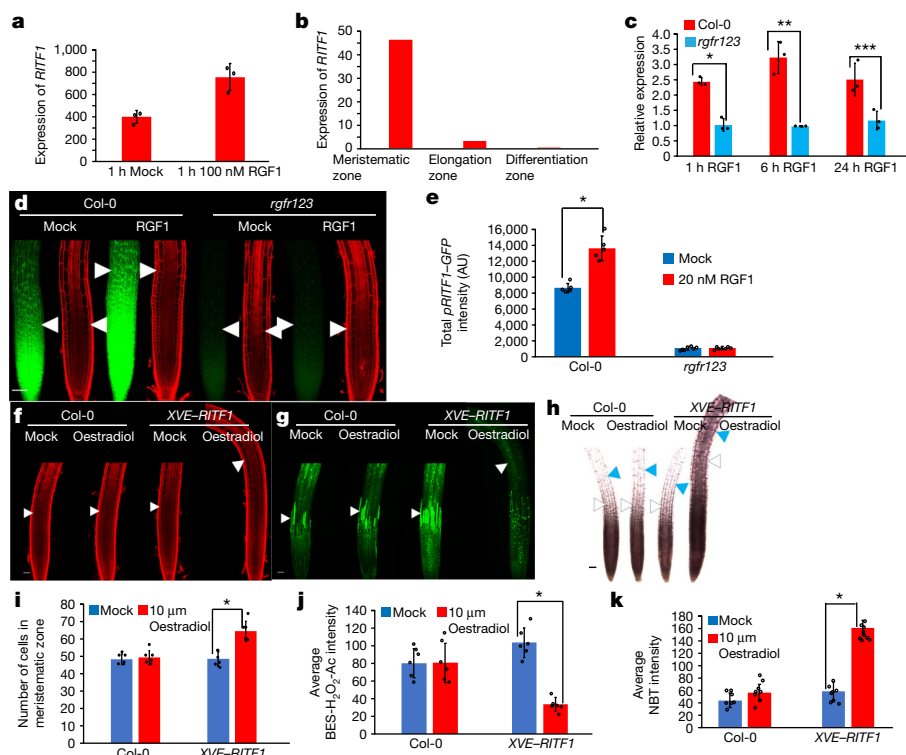 a
Expression of RITF1
1,000
800
600
400
200
0
1 h Mock
1 h 100 nM RGF1
b
Expression of RITF1
50
40
30
20
10
0
Meristematic zone
Elongation zone
Differentiation zone
c
Col-0
rgfr123
Relative expression
3.5
3.0
2.5
2.0
1.5
1.0
0.5
0
*
**
***
1 h RGF1
6 h RGF1
24 h RGF1
d
Col-0
rgfr123
Mock
RGF1
Mock
RGF1
e
Total pRITF1–GFP
intensity (AU)
16,000
14,000
12,000
10,000
8,000
6,000
4,000
2,000
0
*
Mock
20 nM RGF1
Col-0
rgfr123
f
Col-0
XVE–RITF1
Mock
Oestradiol
Mock
Oestradiol
g
Col-0
XVE–RITF1
Mock
Oestradiol
Mock
Oestradiol
h
Col-0
XVE–RITF1
Mock
Oestradiol
Mock
Oestradiol
i
Number of cells in
meristematic zone
80
70
60
50
40
30
20
10
0
Mock
10 μm
Oestradiol
*
Col-0
XVE–RITF1
j
Average
BES-H2O2-Ac intensity
140
120
100
80
60
40
20
0
Mock
10 μm
Oestradiol
*
Col-0
XVE–RITF1
k
Average
NBT intensity
180
150
120
90
60
30
0
Mock
10 μm
Oestradiol
*
Col-0
XVE–RITF1